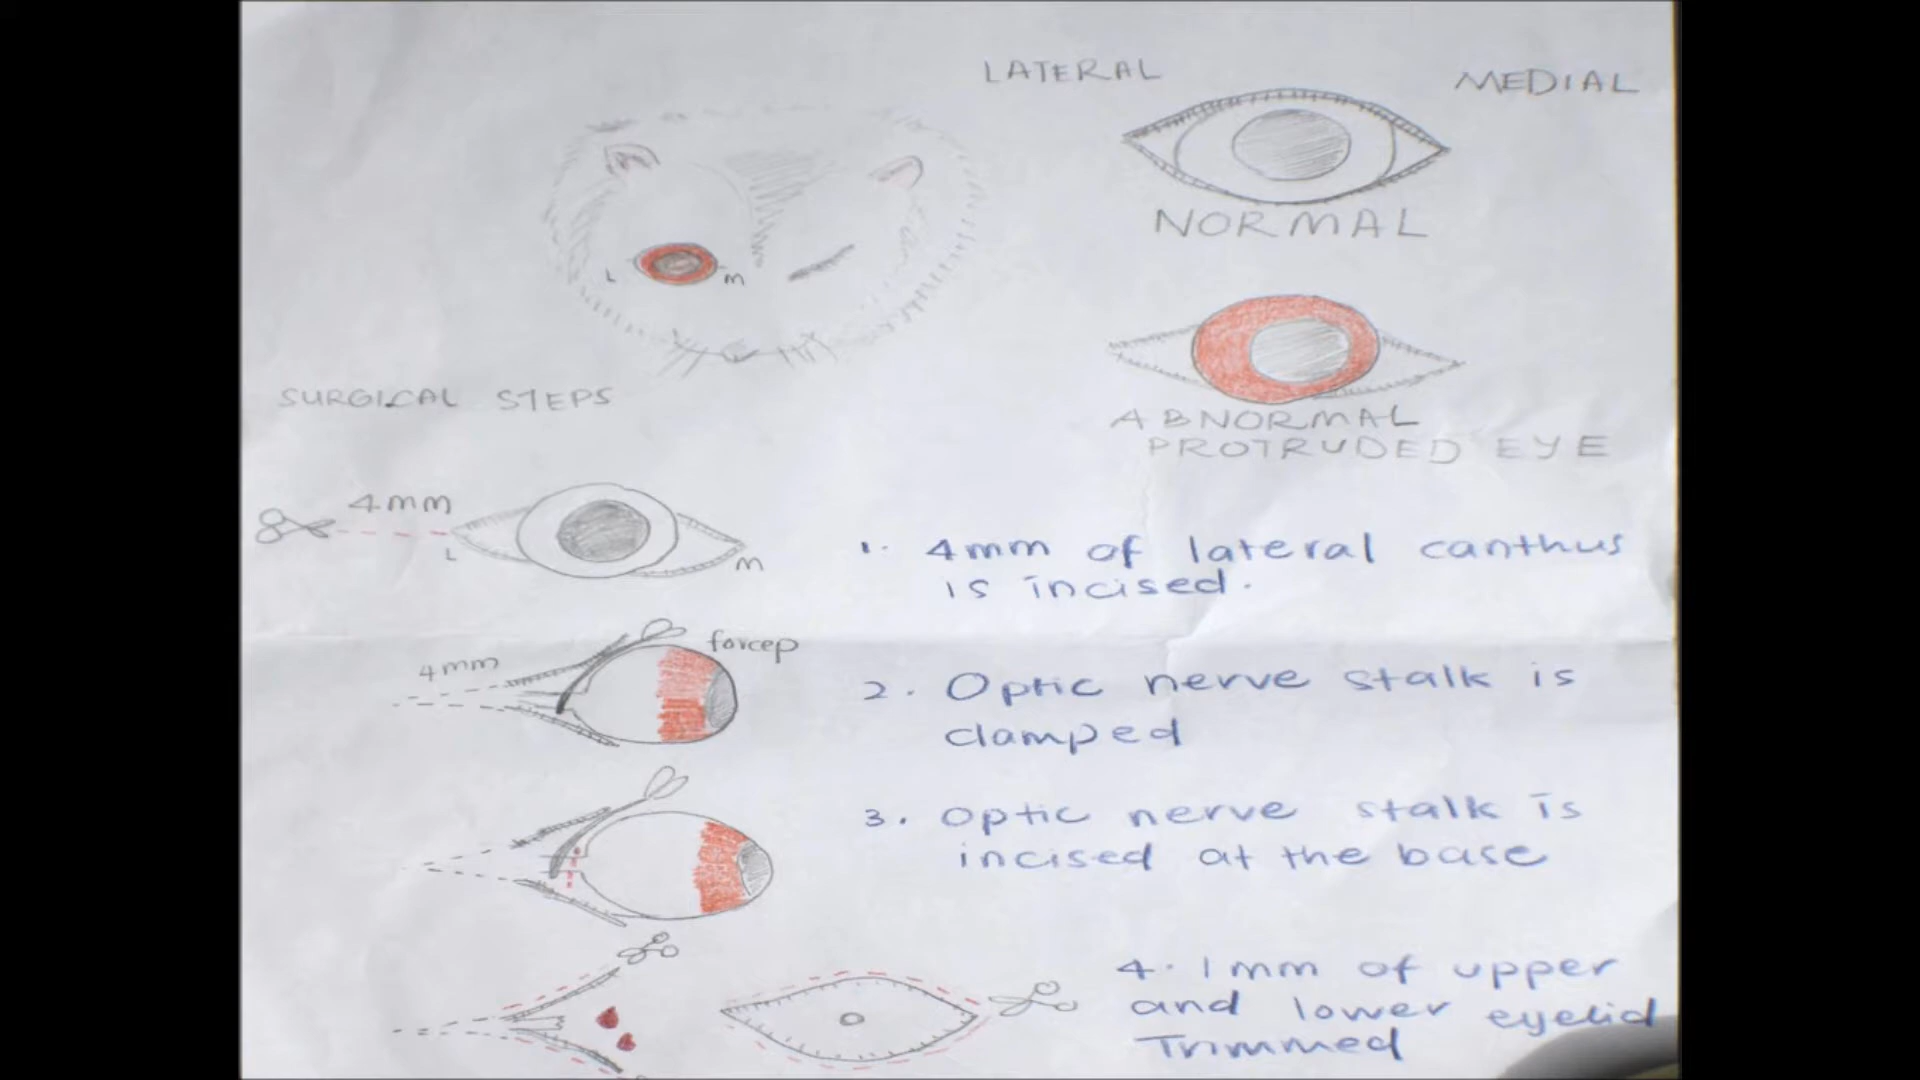 LATERAL
MEDIAL
NORMAL
L
M
ABNORMAL
PROTRUDED EYE
SURGICAL STEPS
4mm
L
M
1. 4mm of lateral canthus
is incised.
forcep
4mm
2. Optic nerve stalk is
clamped
3. Optic nerve stalk is
incised at the base
4. 1mm of upper
and lower eyelid
Trimmed